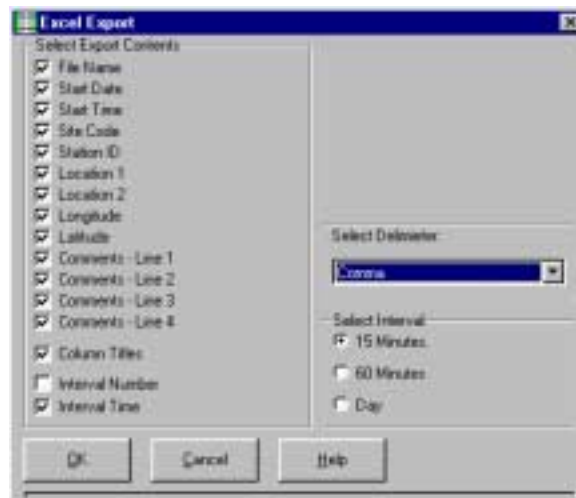 Excel Export
Select Export Contents
File Name
Start Date
Start Time
Site Code
Station ID
Location 1
Location 2
Longitude
Latitude
Comments - Line 1
Comments - Line 2
Comments - Line 3
Comments - Line 4
Column Titles
Interval Number
Interval Time
Select Delimeter
Comma
Select Interval
15 Minutes
60 Minutes
Day
OK
Cancel
Help